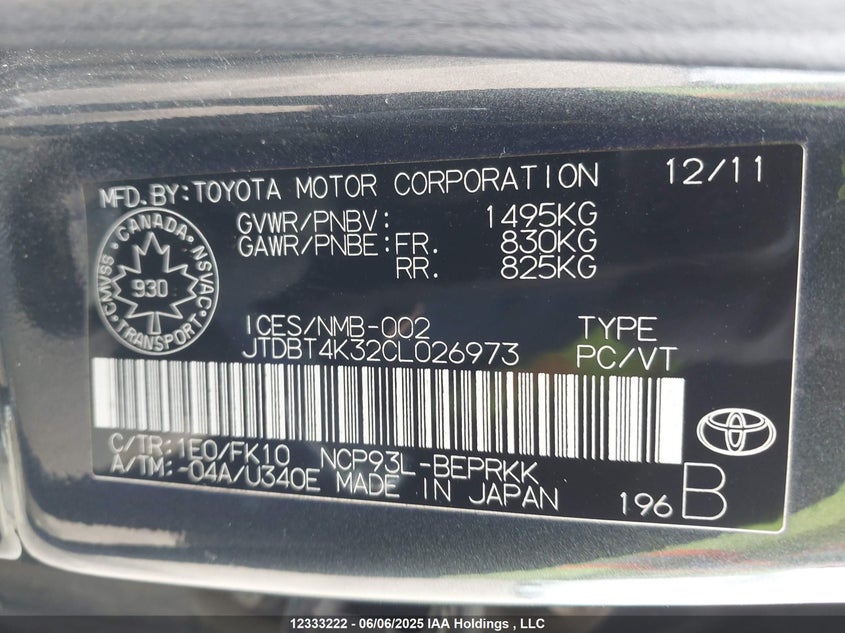 MFD. BY: TOYOTA MOTOR CORPORATION 12/11
GVWR/PNBV: 1495KG
GAWR/PNBE: FR. 830KG
RR. 825KG
CANADA NSVAC TRANSPORT CMVSS
930
ICES/NMB-002 TYPE
JTDBT4K32CL026973 PC/VT
C/TR: 1E0/FK10 NCP93L-BEPRKK
A/TM: -04A/U340E MADE IN JAPAN
196 B
12333222 - 06/06/2025 IAA Holdings , LLC